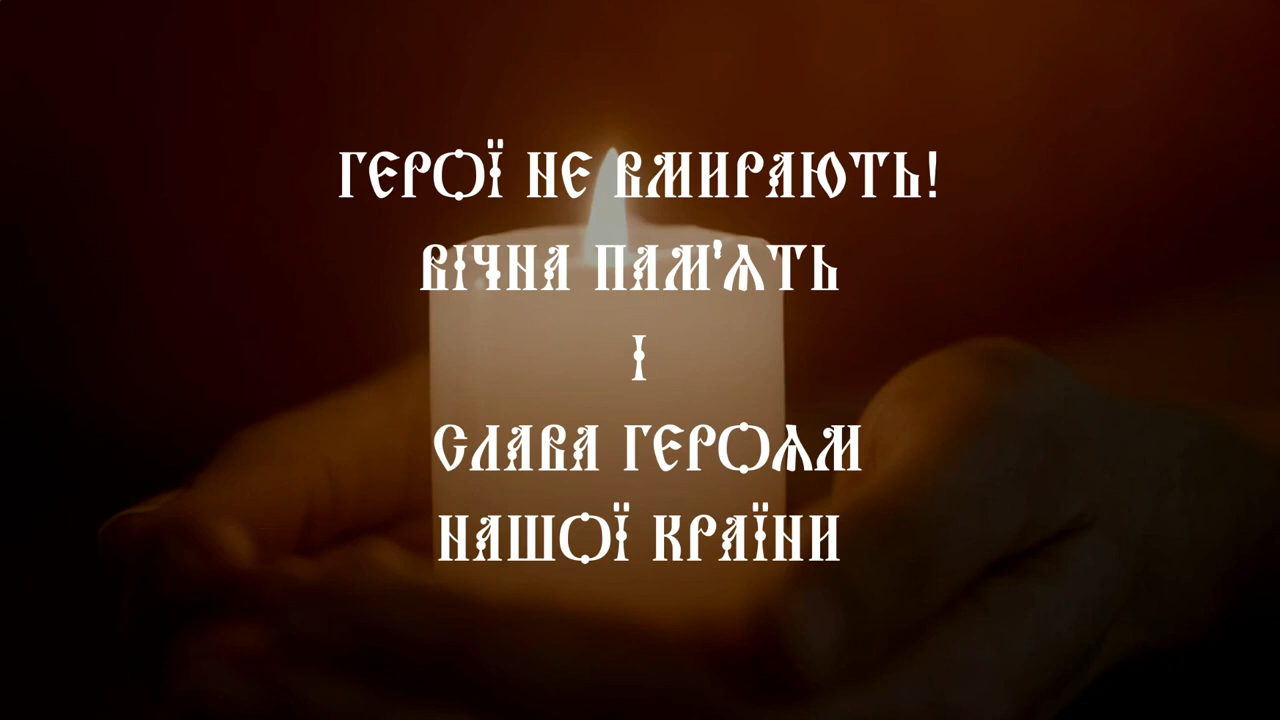 ГЕРОЇ НЕ ВМИРАЮТЬ!
ВІЧНА ПАМ'ЯТЬ
І
СЛАВА ГЕРОЯМ
НАШОЇ КРАЇНИ